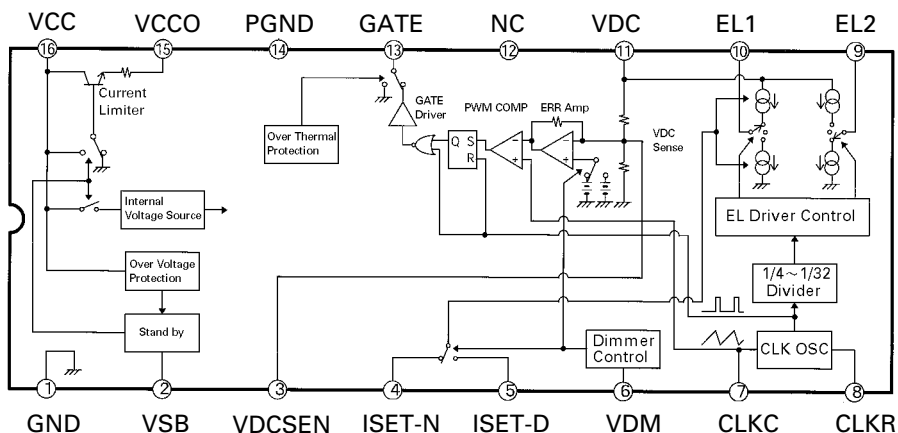 VCC VCCO PGND GATE NC VDC EL1 EL2
16 15 14 13 12 11 10 9
Current
Limiter
GATE
Driver
PWM COMP
ERR Amp
Over Thermal
Protection
Q S
R
− −
+ +
VDC
Sense
Internal
Voltage Source
EL Driver Control
Over Voltage
Protection
1/4~1/32
Divider
Stand by
Dimmer
Control
CLK OSC
1 2 3 4 5 6 7 8
GND VSB VDCSEN ISET-N ISET-D VDM CLKC CLKR